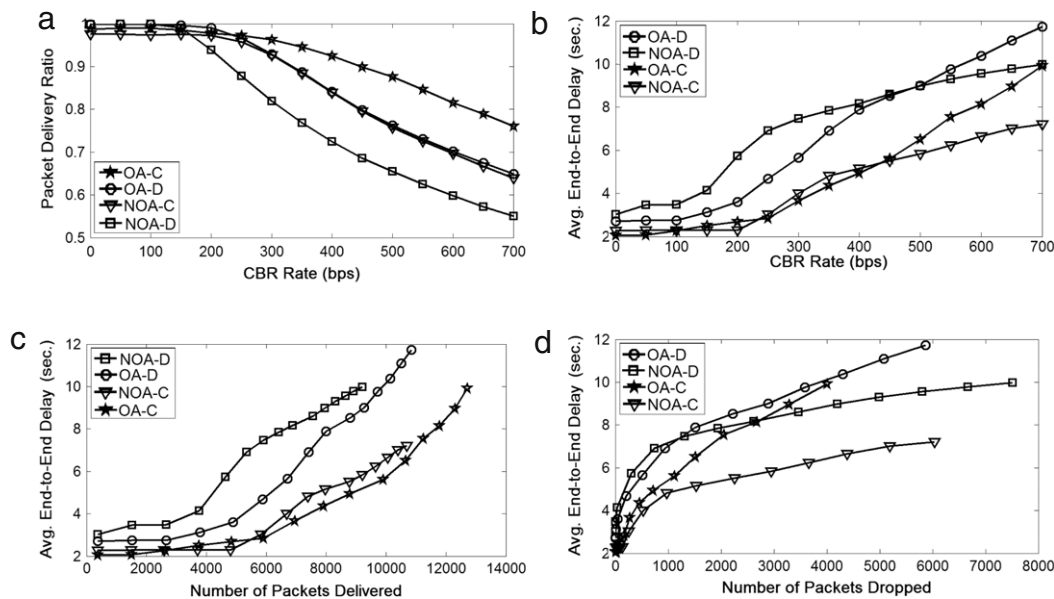 a
Packet Delivery Ratio
0.9
0.8
0.7
0.6
0.5
OA-C
OA-D
NOA-C
NOA-D
0 100 200 300 400 500 600 700
CBR Rate (bps)
b
Avg. End-to-End Delay (sec.)
12
10
8
6
4
2
OA-D
NOA-D
OA-C
NOA-C
0 100 200 300 400 500 600 700
CBR Rate (bps)
c
Avg. End-to-End Delay (sec.)
12
10
8
6
4
2
NOA-D
OA-D
NOA-C
OA-C
0 2000 4000 6000 8000 10000 12000 14000
Number of Packets Delivered
d
Avg. End-to-End Delay (sec.)
12
10
8
6
4
2
OA-D
NOA-D
OA-C
NOA-C
0 1000 2000 3000 4000 5000 6000 7000 8000
Number of Packets Dropped